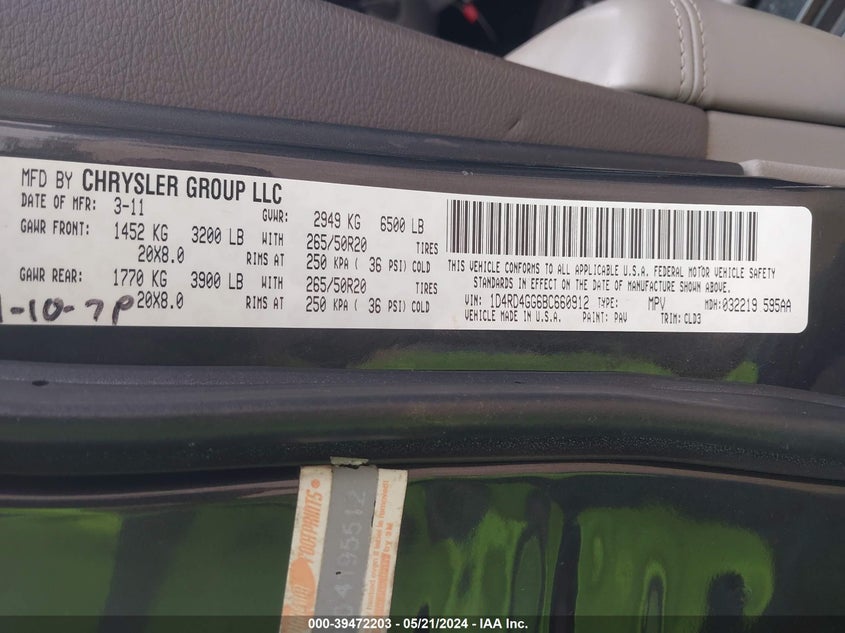 MFD BY CHRYSLER GROUP LLC
DATE OF MFR: 3-11 GVWR: 2949 KG 6500 LB
GAWR FRONT: 1452 KG 3200 LB WITH 265/50R20 TIRES
20X8.0 RIMS AT 250 KPA ( 36 PSI) COLD
GAWR REAR: 1770 KG 3900 LB WITH 265/50R20 TIRES
20X8.0 RIMS AT 250 KPA ( 36 PSI) COLD
-10-7P
THIS VEHICLE CONFORMS TO ALL APPLICABLE U.S.A. FEDERAL MOTOR VEHICLE SAFETY
STANDARDS IN EFFECT ON THE DATE OF MANUFACTURE SHOWN ABOVE.
VIN: 1D4RD4GG6BC660912 TYPE: MPV MDH: 032219 595AA
VEHICLE MADE IN U.S.A. PAINT: PAV TRIM: CLD3
FOOTPRINTS
04195512
000-39472203 - 05/21/2024 - IAA Inc.